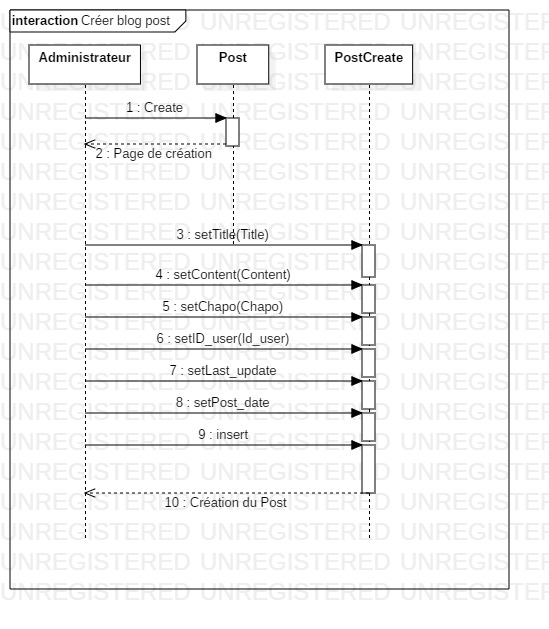 interaction Créer blog post
Administrateur
Post
PostCreate
1 : Create
2 : Page de création
3 : setTitle(Title)
4 : setContent(Content)
5 : setChapo(Chapo)
6 : setID_user(Id_user)
7 : setLast_update
8 : setPost_date
9 : insert
10 : Création du Post
UNREGISTERED UNREGISTERED UNREGISTERED